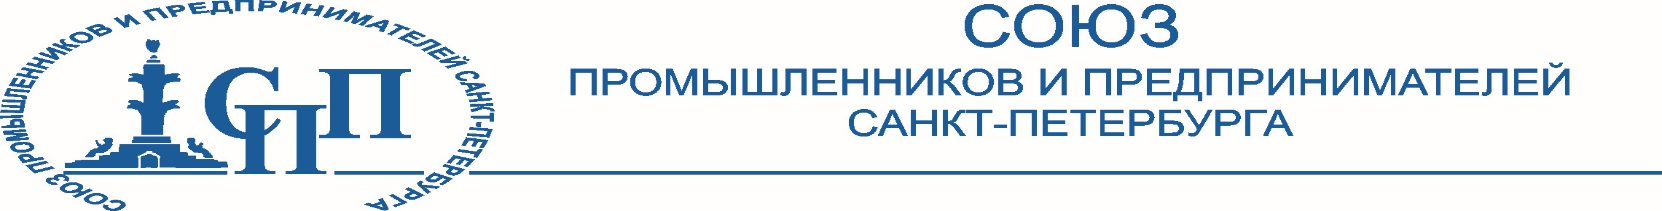 СОЮЗ ПРОМЫШЛЕННИКОВ И ПРЕДПРИНИМАТЕЛЕЙ САНКТ-ПЕТЕРБУРГА
СПП
СОЮЗ
ПРОМЫШЛЕННИКОВ И ПРЕДПРИНИМАТЕЛЕЙ
САНКТ-ПЕТЕРБУРГА